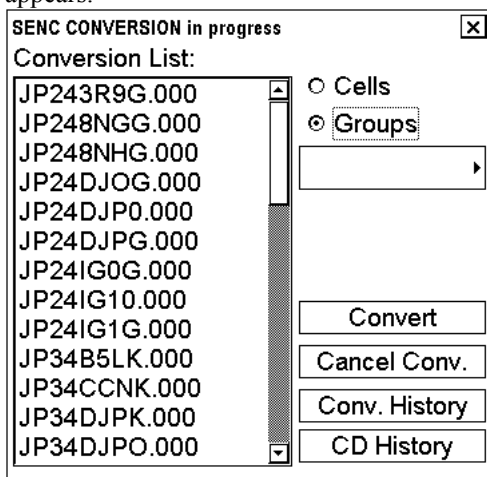 SENC CONVERSION in progress
Conversion List:
JP243R9G.000
JP248NGG.000
JP248NHG.000
JP24DJOG.000
JP24DJP0.000
JP24DJPG.000
JP24IG0G.000
JP24IG10.000
JP24IG1G.000
JP34B5LK.000
JP34CCNK.000
JP34DJPK.000
JP34DJPO.000
Cells
Groups
Convert
Cancel Conv.
Conv. History
CD History